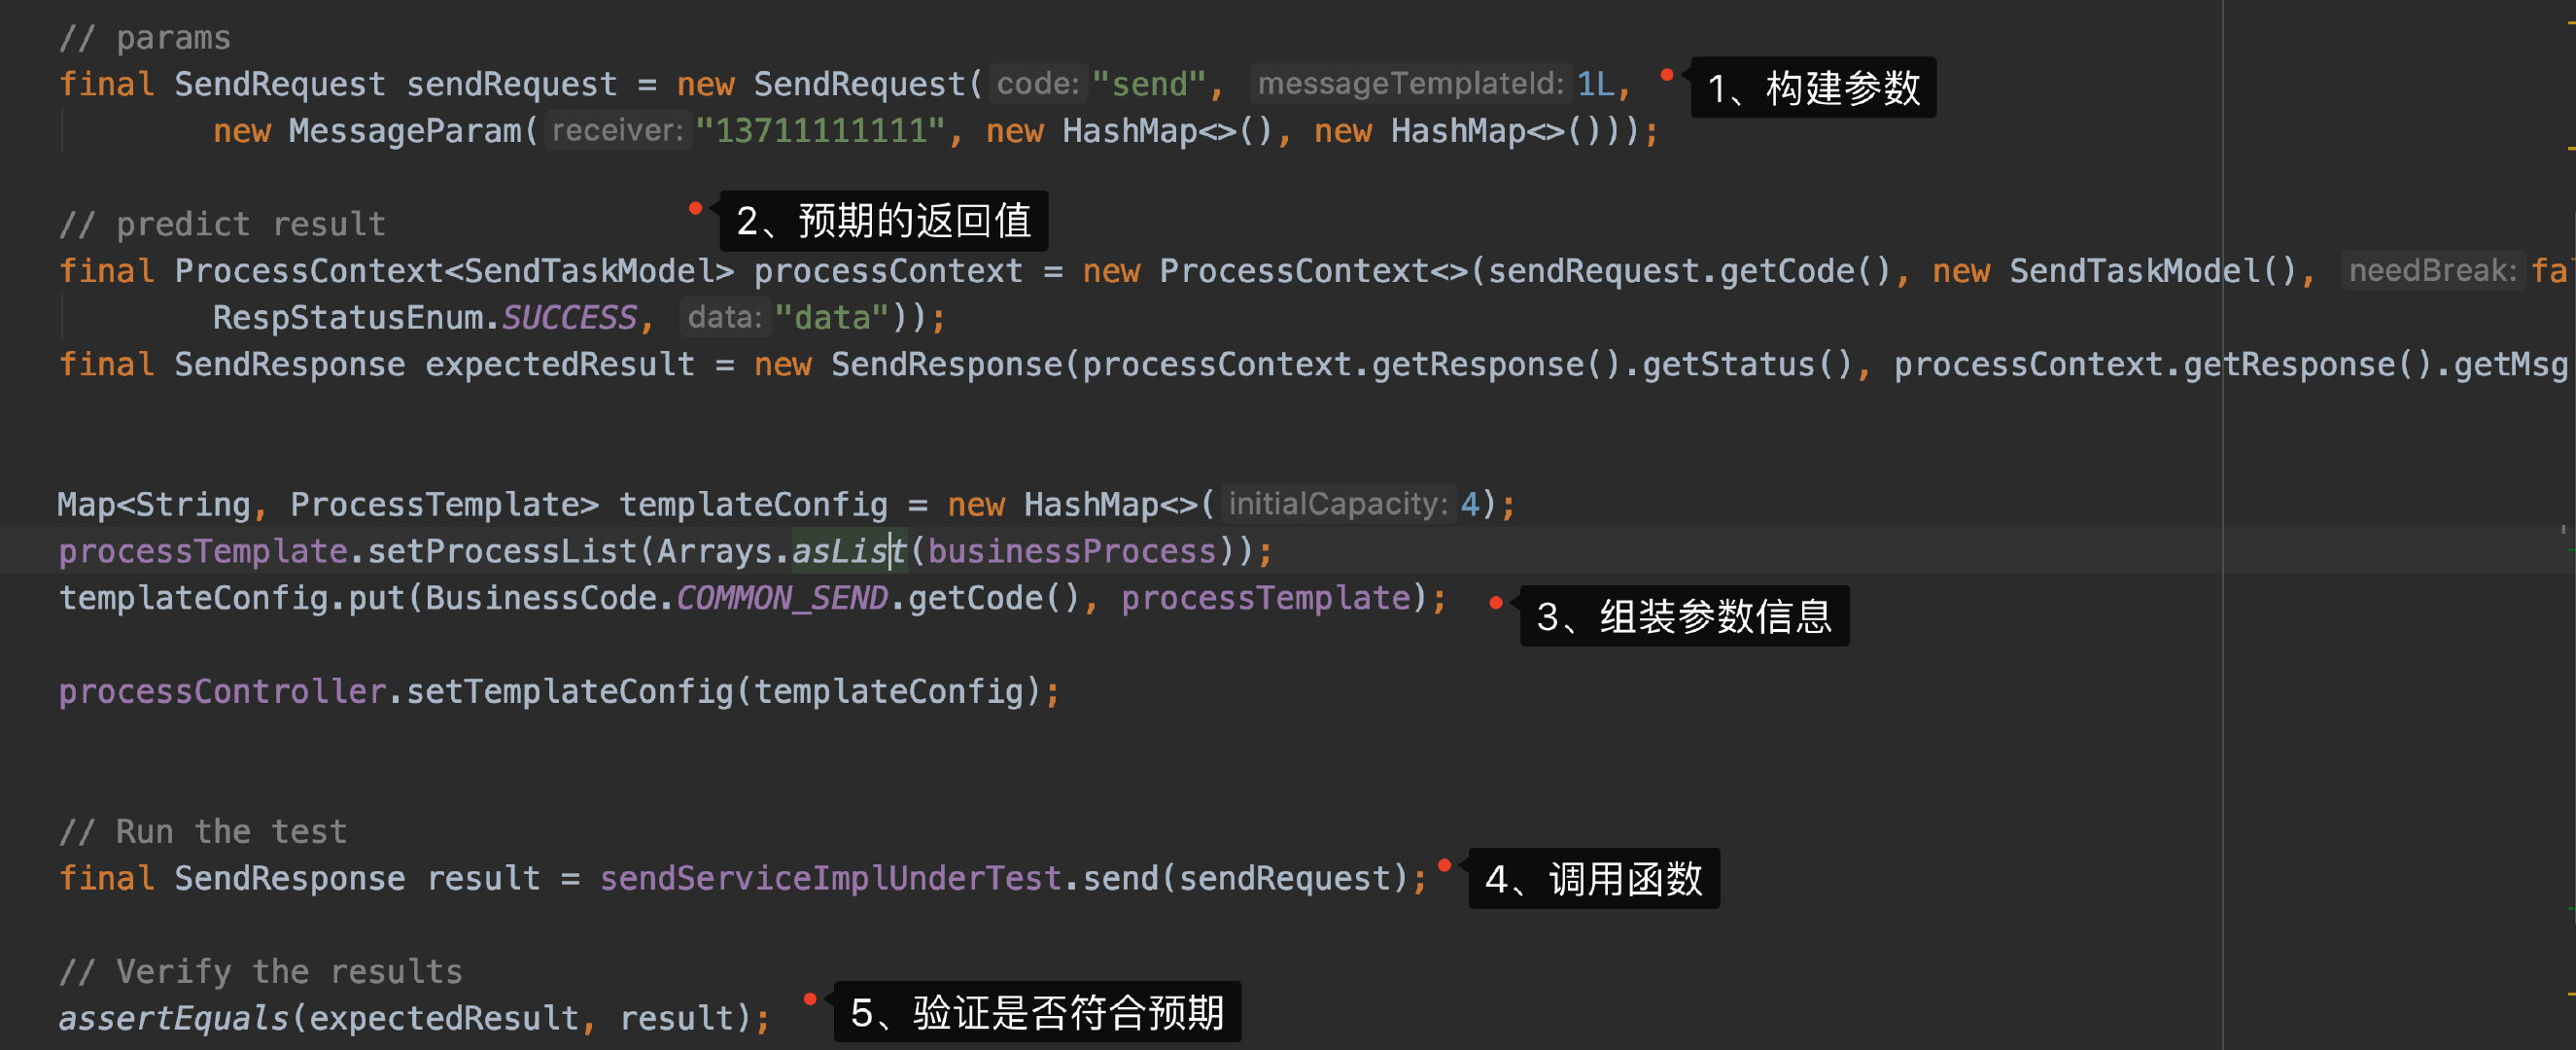 // params
final SendRequest sendRequest = new SendRequest( code: "send", messageTemplateId: 1L,
1、构建参数
new MessageParam( receiver: "13711111111", new HashMap<>(), new HashMap<>()));
2、预期的返回值
// predict result
final ProcessContext<SendTaskModel> processContext = new ProcessContext<>(sendRequest.getCode(), new SendTaskModel(), needBreak: fa
RespStatusEnum.SUCCESS, data: "data"));
final SendResponse expectedResult = new SendResponse(processContext.getResponse().getStatus(), processContext.getResponse().getMsg
Map<String, ProcessTemplate> templateConfig = new HashMap<>( initialCapacity: 4);
processTemplate.setProcessList(Arrays.asList(businessProcess));
templateConfig.put(BusinessCode.COMMON_SEND.getCode(), processTemplate);
3、组装参数信息
processController.setTemplateConfig(templateConfig);
// Run the test
final SendResponse result = sendServiceImplUnderTest.send(sendRequest);
4、调用函数
// Verify the results
assertEquals(expectedResult, result);
5、验证是否符合预期